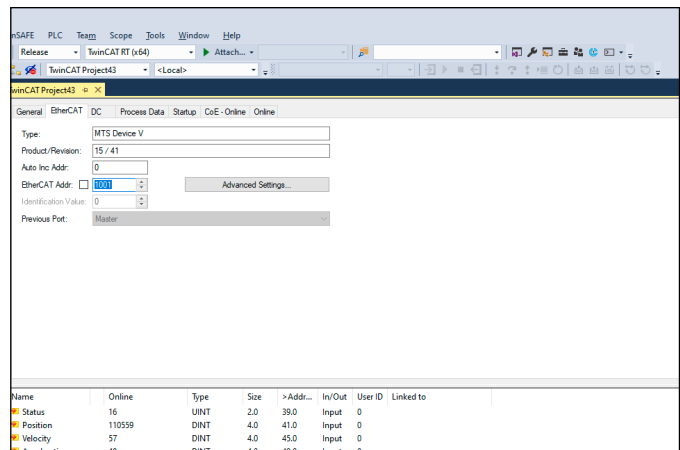 nSAFE PLC Team Scope Tools Window Help
Release TwinCAT RT (x64) Attach...
TwinCAT Project43 <Local>
winCAT Project43
General EtherCAT DC Process Data Startup CoE - Online Online
Type: MTS Device V
Product/Revision: 15 / 41
Auto Inc Addr: 0
EtherCAT Addr: 1001 Advanced Settings...
Identification Value: 0
Previous Port: Master
Name Online Type Size >Addr... In/Out User ID Linked to
Status 16 UINT 2.0 39.0 Input 0
Position 110559 DINT 4.0 41.0 Input 0
Velocity 57 DINT 4.0 45.0 Input 0